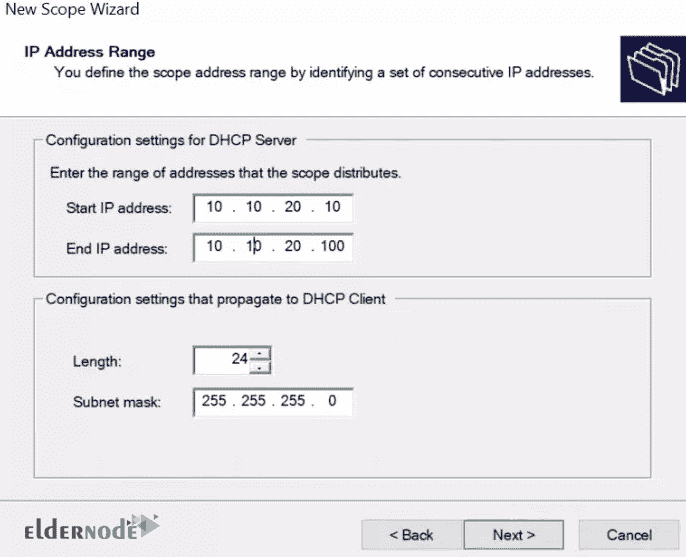 New Scope Wizard
IP Address Range
You define the scope address range by identifying a set of consecutive IP addresses.
Configuration settings for DHCP Server
Enter the range of addresses that the scope distributes.
Start IP address: 10 . 10 . 20 . 10
End IP address: 10 . 10 . 20 . 100
Configuration settings that propagate to DHCP Client
Length: 24
Subnet mask: 255 . 255 . 255 . 0
eldernode
< Back Next > Cancel